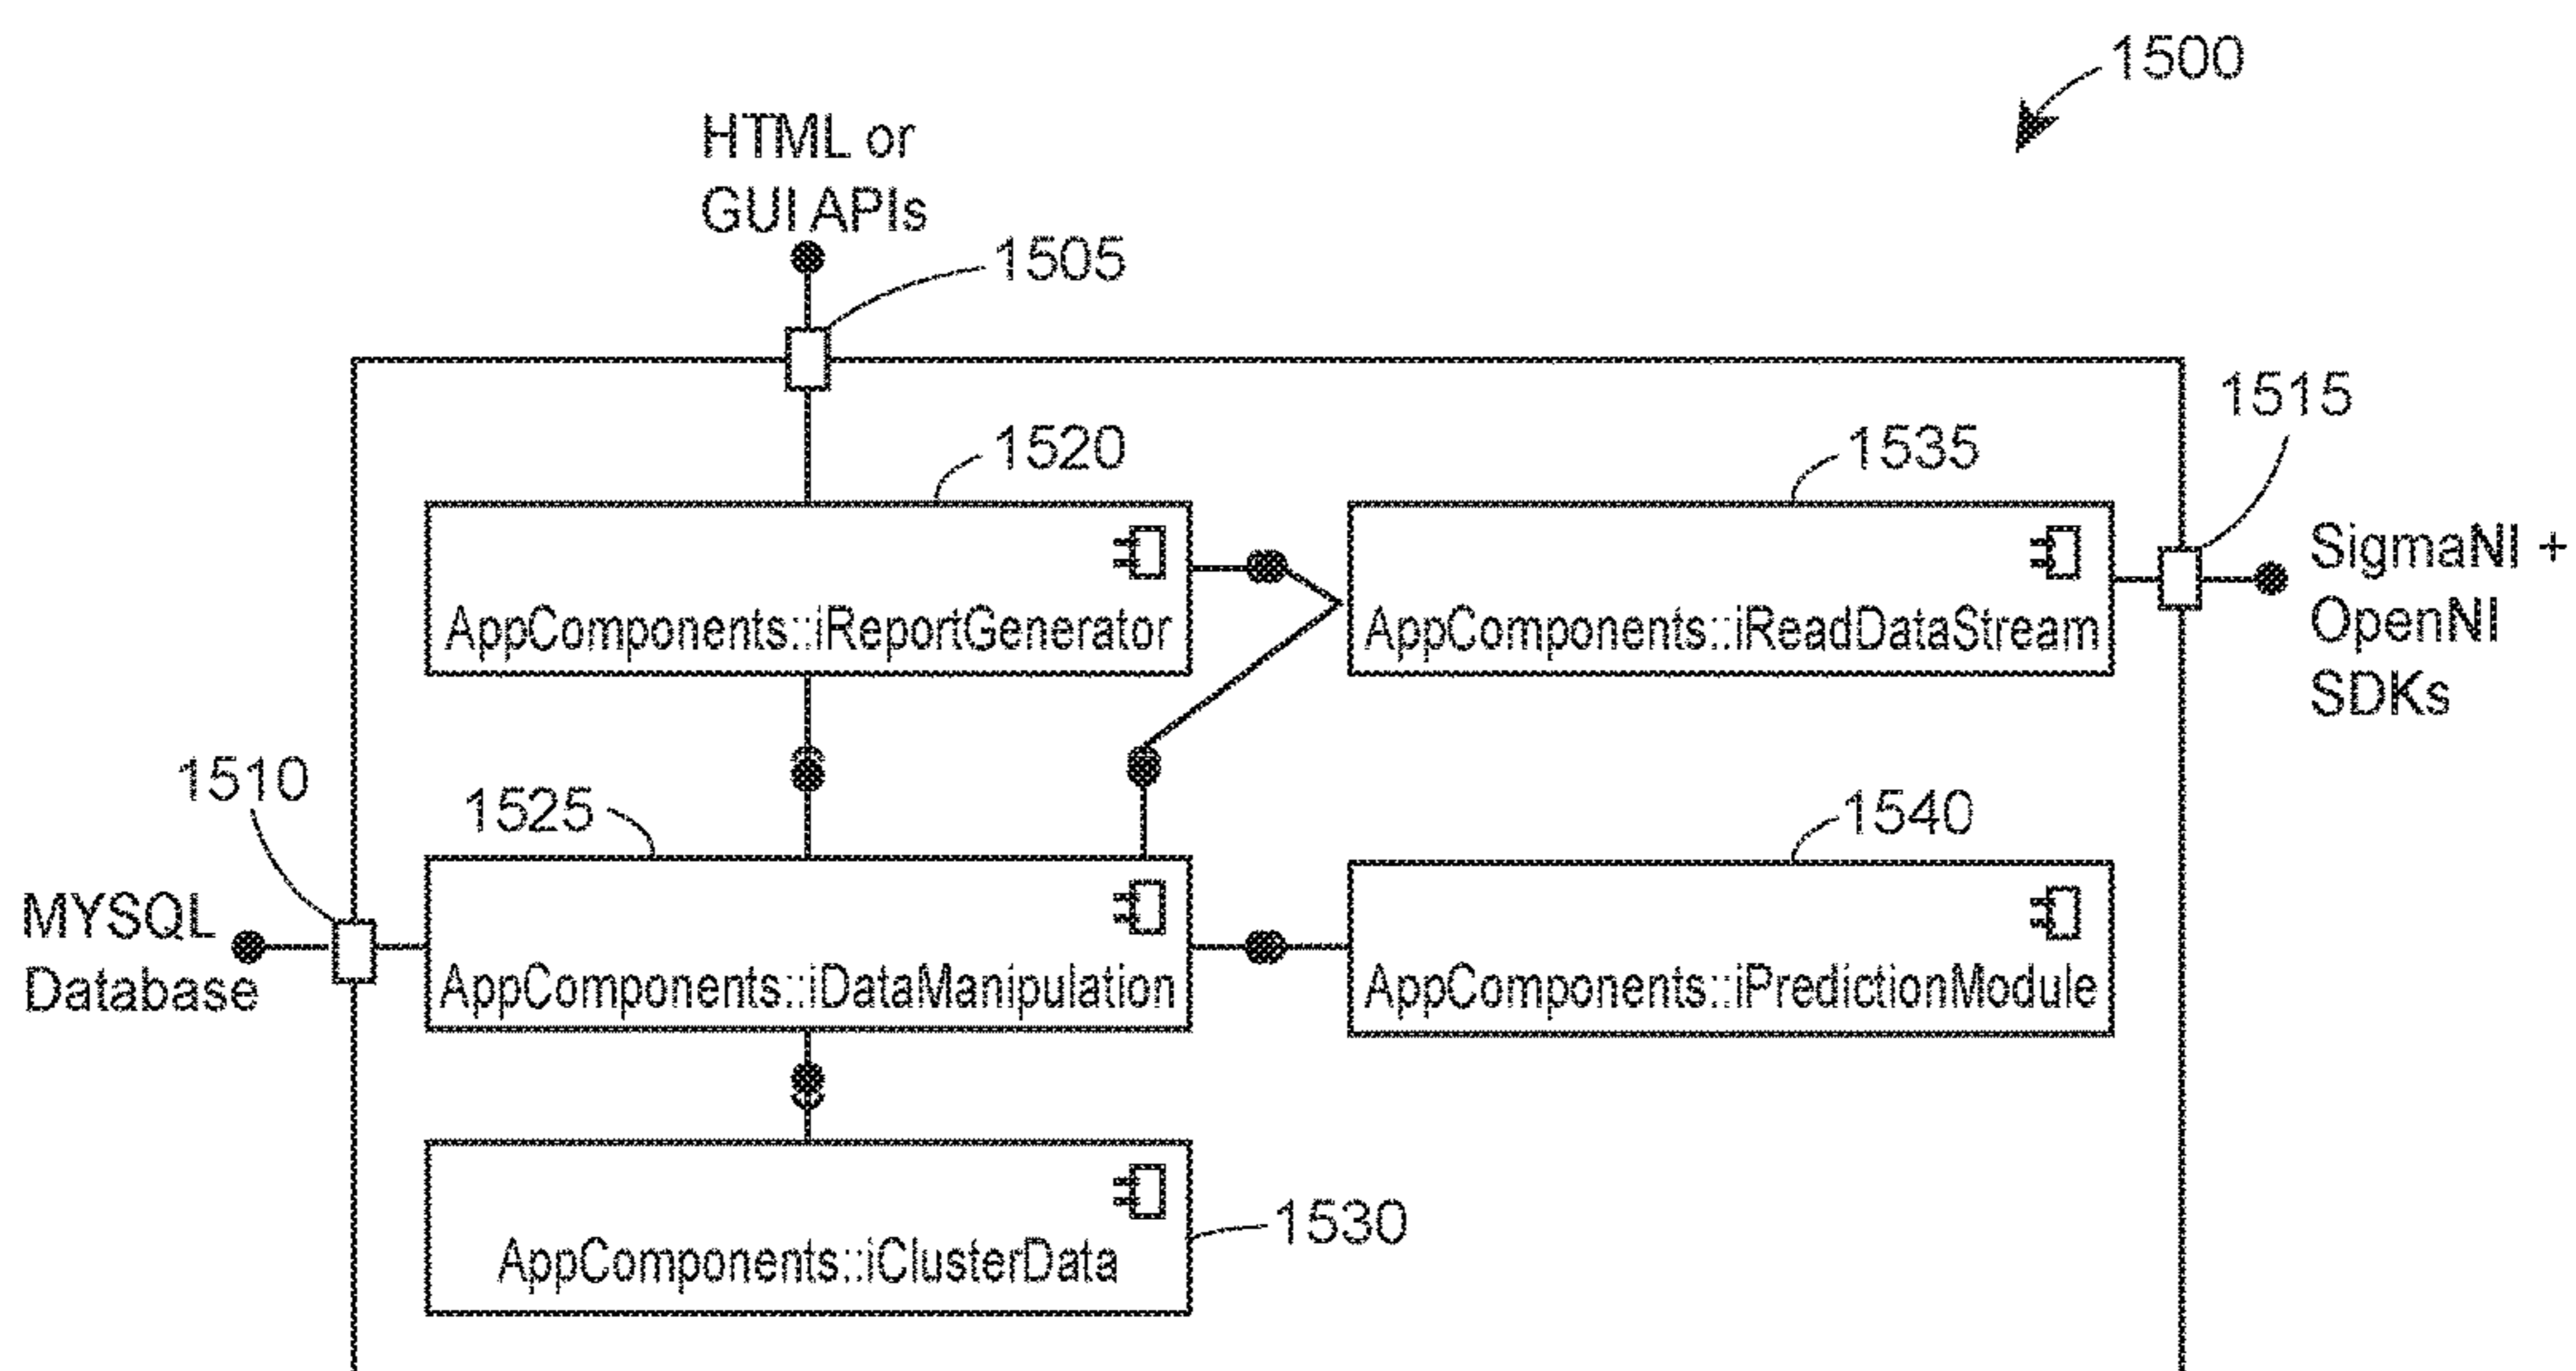 1500
HTML or
GUI APIs
1505
1515
1520
1535
SigmaNI +
OpenNI
SDKs
AppComponents::iReportGenerator
AppComponents::iReadDataStream
1510
1525
1540
MYSQL
Database
AppComponents::iDataManipulation
AppComponents::iPredictionModule
1530
AppComponents::iClusterData